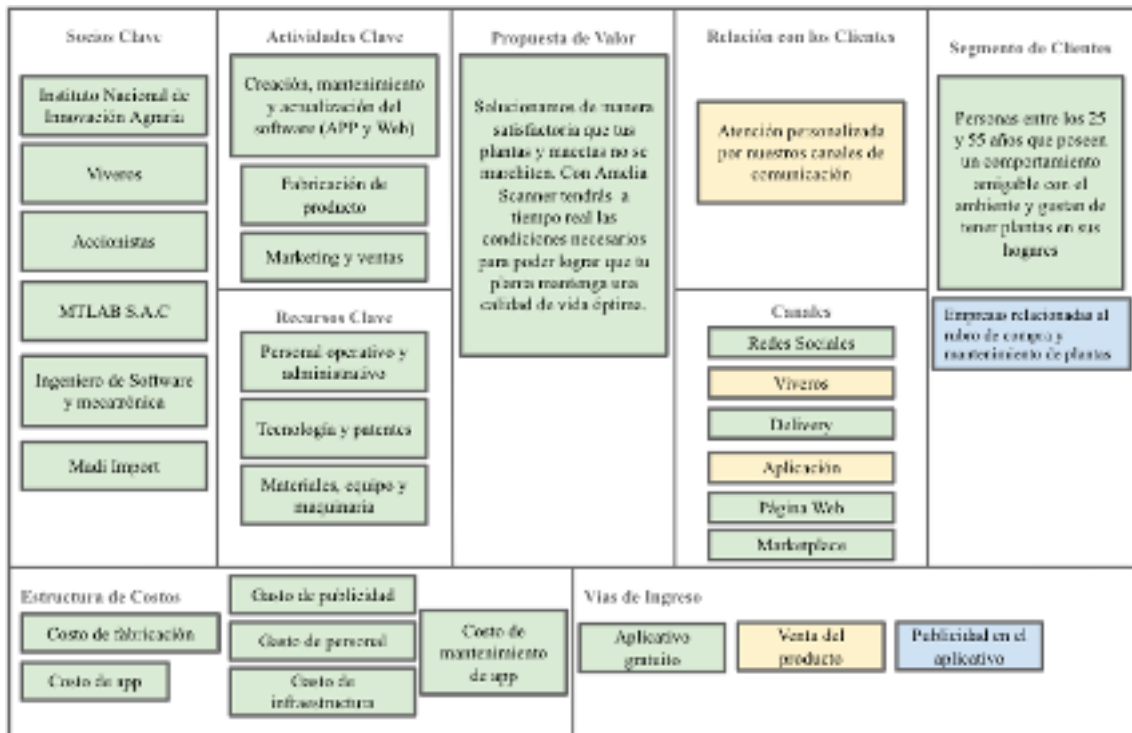 Socios Clave
Instituto Nacional de
Innovación Agraria
Viveros
Accionistas
MTLAB S.A.C
Ingeniero de Software
y mecatrónica
Madi Import
Actividades Clave
Creación, mantenimiento
y actualización del
software (APP y Web)
Fabricación de
producto
Marketing y ventas
Recursos Clave
Personal operativo y
administrativo
Tecnología y patentes
Materiales, equipo y
maquinaria
Propuesta de Valor
Solucionamos de manera
satisfactoria que tus
plantas y macetas no se
marchiten. Con Amelia
Scanner tendrás a
tiempo real las
condiciones necesarios
para poder lograr que tu
planta mantenga una
calidad de vida óptima.
Relación con los Clientes
Atención personalizada
por nuestros canales de
comunicación
Canales
Redes Sociales
Viveros
Delivery
Aplicación
Página Web
Marketplace
Segmento de Clientes
Personas entre los 25
y 55 años que poseen
un comportamiento
amigable con el
ambiente y gustan de
tener plantas en sus
hogares
Empresas relacionadas al
rubro de compra y
mantenimiento de plantas
Estructura de Costos
Costo de fabricación
Costo de app
Gasto de publicidad
Gasto de personal
Costo de
infraestructura
Costo de
mantenimiento
de app
Vías de Ingreso
Aplicativo
gratuito
Venta del
producto
Publicidad en el
aplicativo